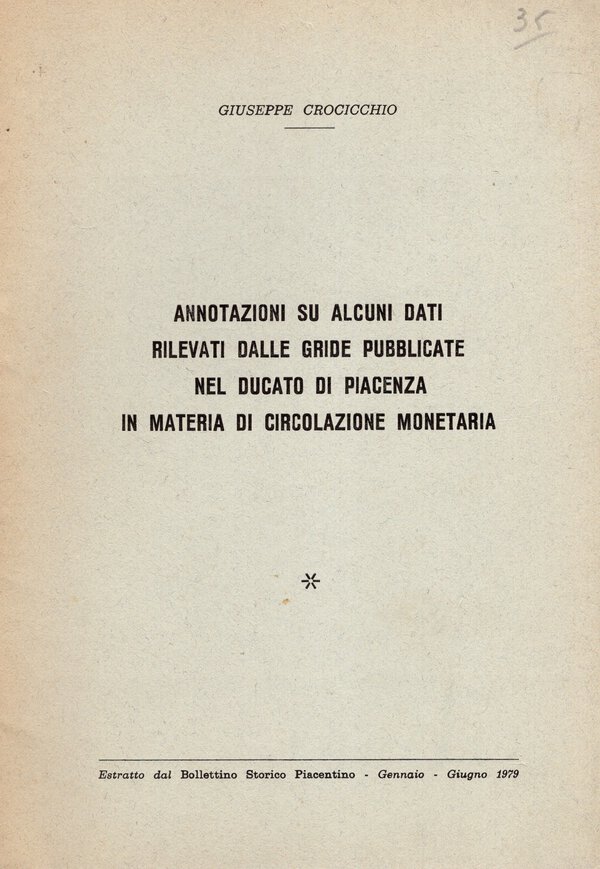 35
GIUSEPPE CROCICCHIO
ANNOTAZIONI SU ALCUNI DATI
RILEVATI DALLE GRIDE PUBBLICATE
NEL DUCATO DI PIACENZA
IN MATERIA DI CIRCOLAZIONE MONETARIA
Estratto dal Bollettino Storico Piacentino - Gennaio - Giugno 1979